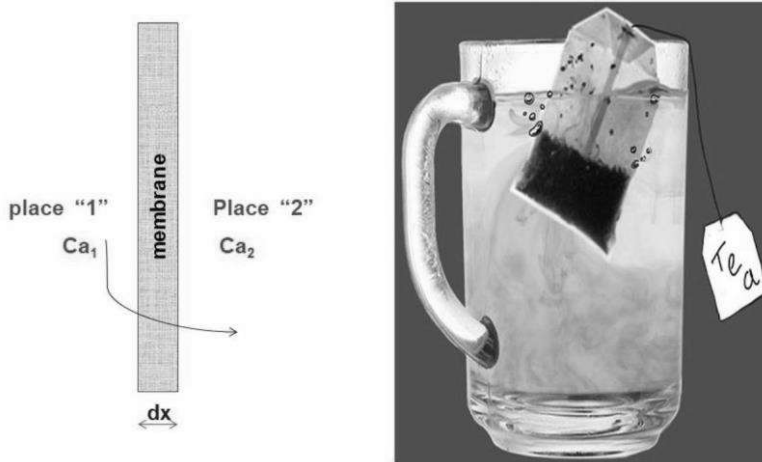 place “1”
Place “2”
Ca₁
Ca₂
membrane
dx
Tea